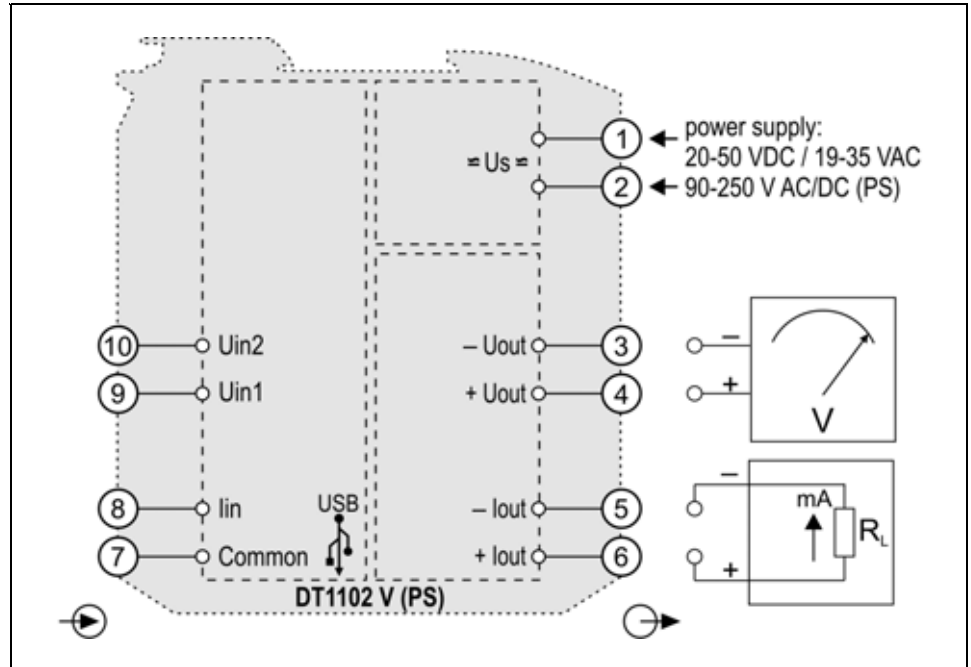 1
power supply:
20-50 VDC / 19-35 VAC
≂ Us ≂
2
90-250 V AC/DC (PS)
10
Uin2
– Uout
3
–
9
Uin1
+ Uout
4
+
V
8
Iin
USB
– Iout
5
–
mA
RL
7
Common
+ Iout
6
+
DT1102 V (PS)